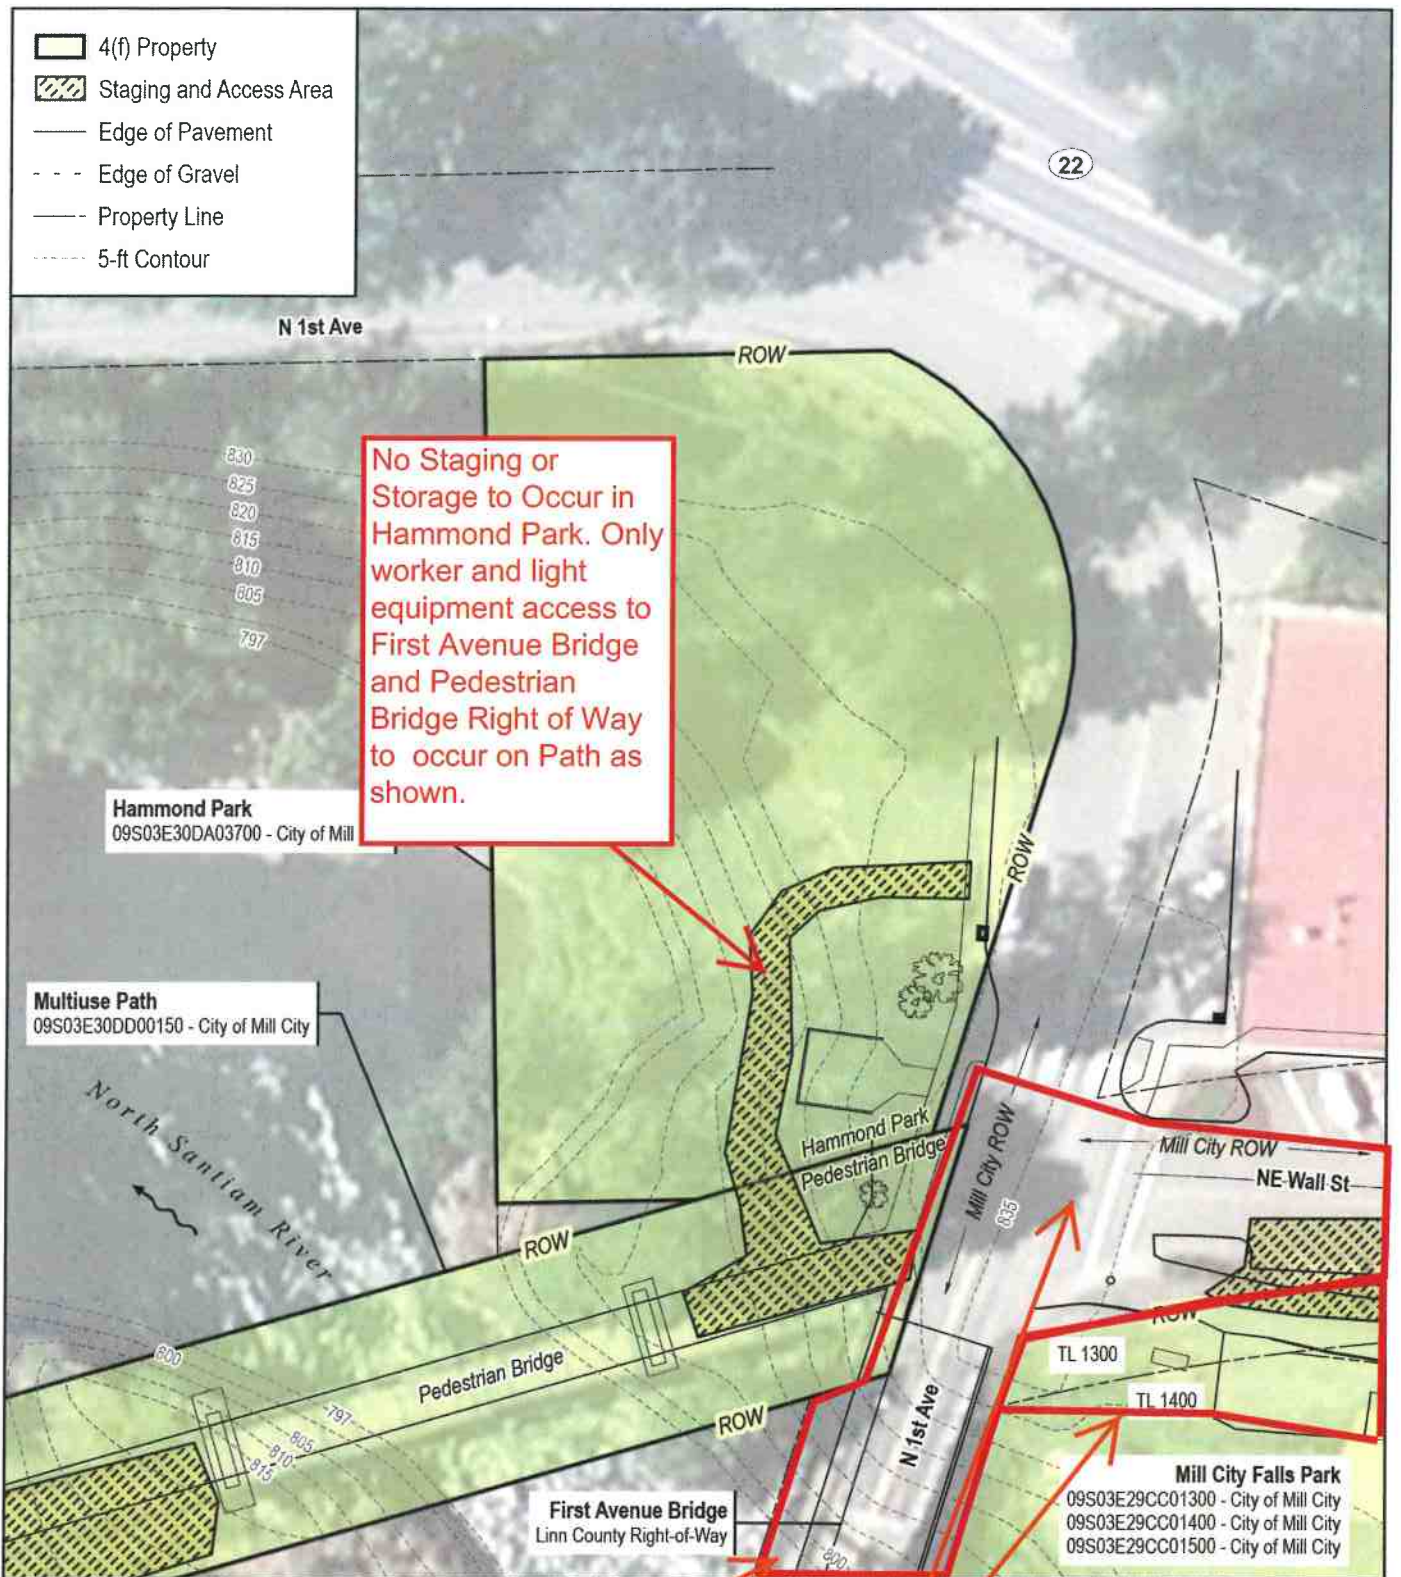 4(f) Property
Staging and Access Area
Edge of Pavement
Edge of Gravel
Property Line
5-ft Contour
22
N 1st Ave
ROW
830
825
820
815
810
805
797
No Staging or
Storage to Occur in
Hammond Park. Only
worker and light
equipment access to
First Avenue Bridge
and Pedestrian
Bridge Right of Way
to occur on Path as
shown.
Hammond Park
09S03E30DA03700 - City of Mill
ROW
Multiuse Path
09S03E30DD00150 - City of Mill City
North Santiam River
Hammond Park
Pedestrian Bridge
Mill City ROW
Mill City ROW
NE Wall St
835
ROW
ROW
TL 1300
TL 1400
800
Pedestrian Bridge
797
805
810
815
ROW
N 1st Ave
First Avenue Bridge
Linn County Right-of-Way
800
Mill City Falls Park
09S03E29CC01300 - City of Mill City
09S03E29CC01400 - City of Mill City
09S03E29CC01500 - City of Mill City